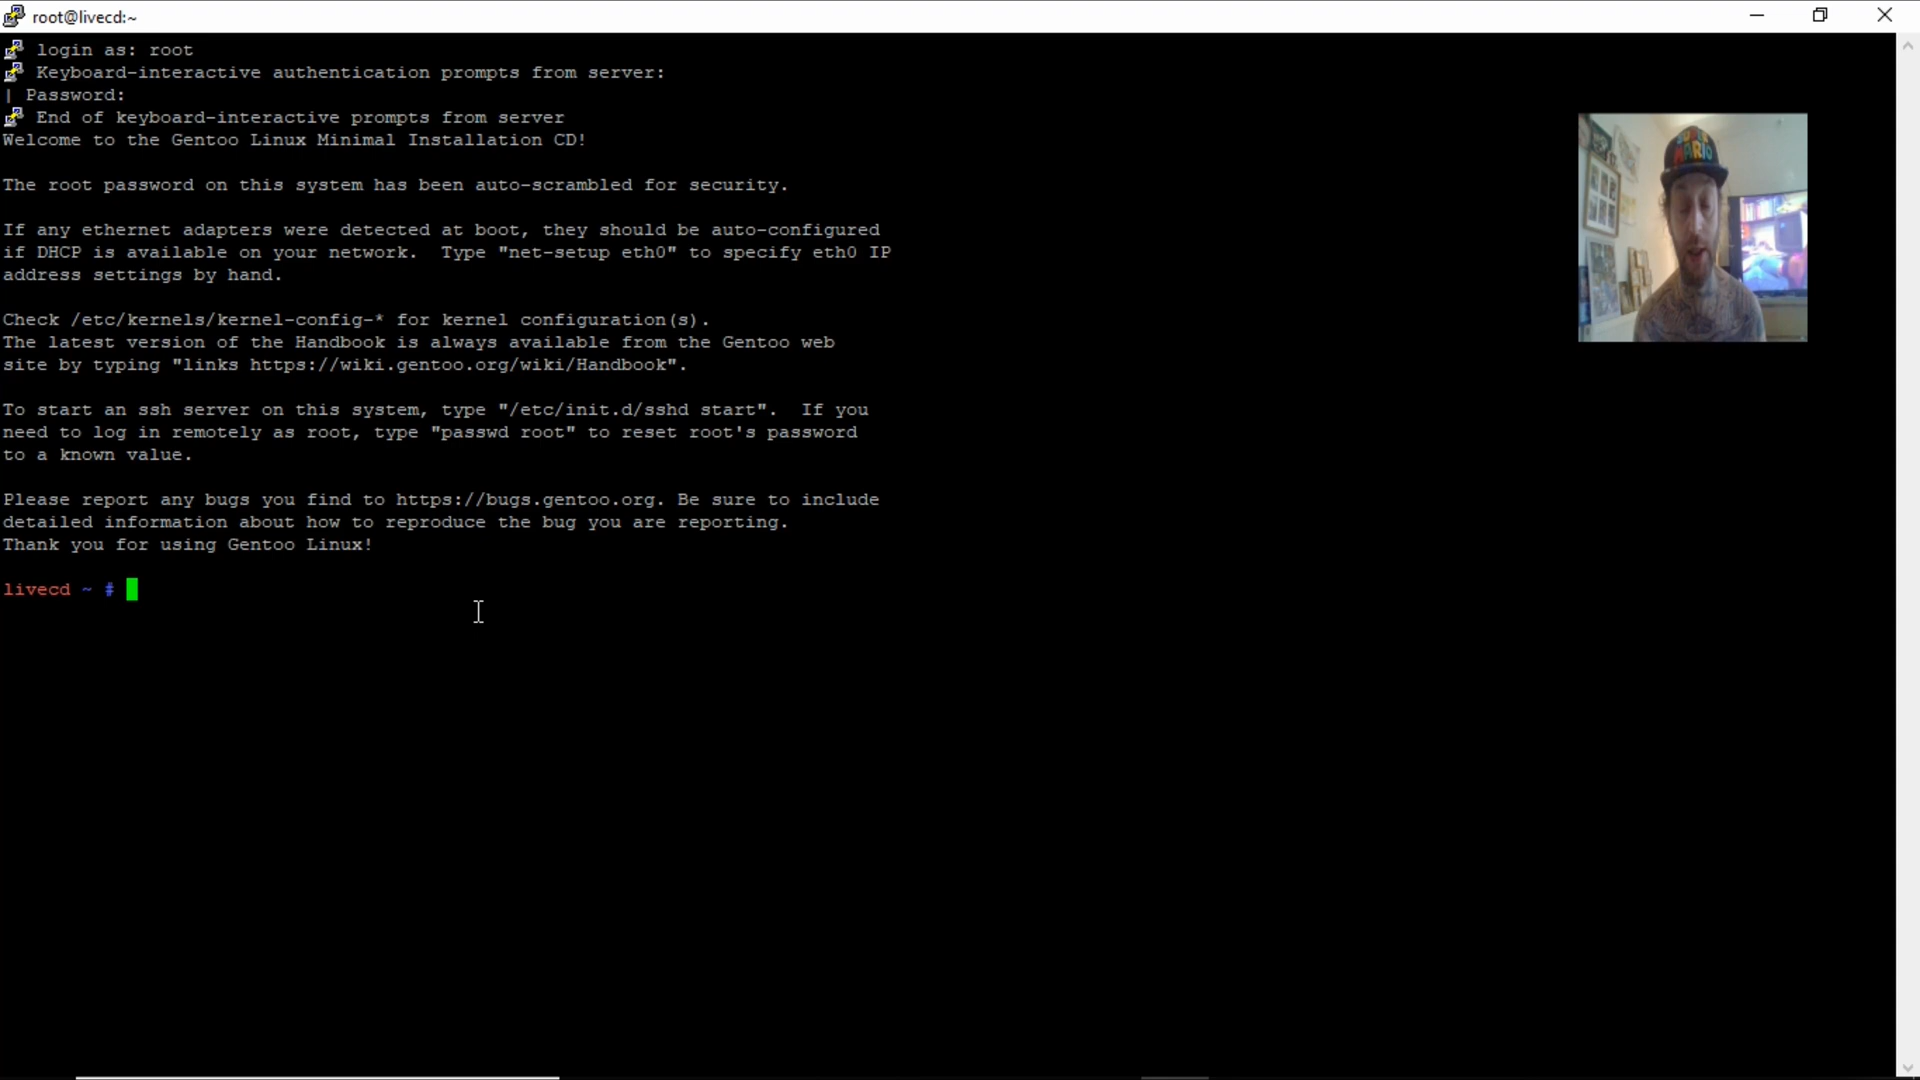 root@livecd:~
login as: root
Keyboard-interactive authentication prompts from server:
| Password:
End of keyboard-interactive prompts from server
Welcome to the Gentoo Linux Minimal Installation CD!
The root password on this system has been auto-scrambled for security.
If any ethernet adapters were detected at boot, they should be auto-configured
if DHCP is available on your network.  Type "net-setup eth0" to specify eth0 IP
address settings by hand.
Check /etc/kernels/kernel-config-* for kernel configuration(s).
The latest version of the Handbook is always available from the Gentoo web
site by typing "links https://wiki.gentoo.org/wiki/Handbook".
To start an ssh server on this system, type "/etc/init.d/sshd start".  If you
need to log in remotely as root, type "passwd root" to reset root's password
to a known value.
Please report any bugs you find to https://bugs.gentoo.org. Be sure to include
detailed information about how to reproduce the bug you are reporting.
Thank you for using Gentoo Linux!
livecd ~ #
SUPER
MARIO